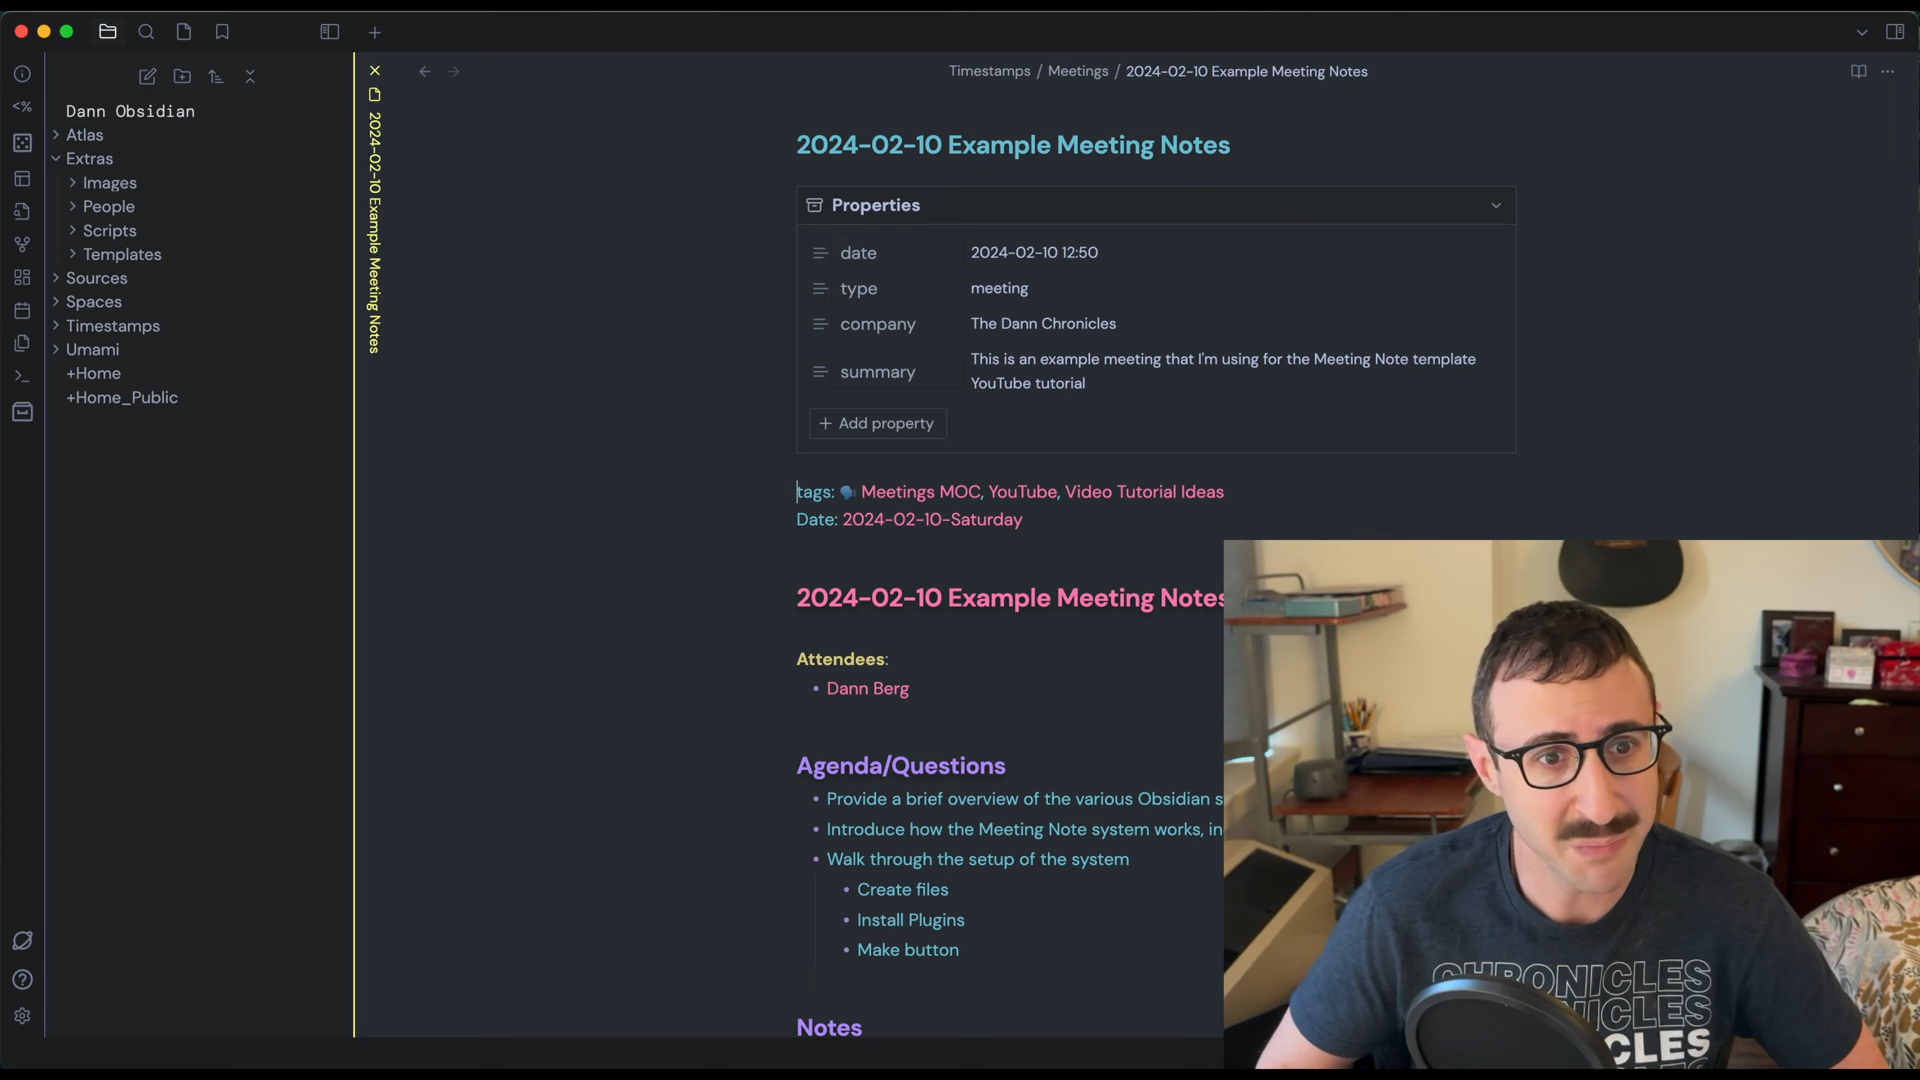 Dann Obsidian
Atlas
Extras
Images
People
Scripts
Templates
Sources
Spaces
Timestamps
Umami
+Home
+Home_Public
2024-02-10 Example Meeting Notes
Timestamps / Meetings / 2024-02-10 Example Meeting Notes
2024-02-10 Example Meeting Notes
Properties
date 2024-02-10 12:50
type meeting
company The Dann Chronicles
summary This is an example meeting that I'm using for the Meeting Note template
YouTube tutorial
+ Add property
tags: 🗣 Meetings MOC, YouTube, Video Tutorial Ideas
Date: 2024-02-10-Saturday
2024-02-10 Example Meeting Notes
Attendees:
• Dann Berg
Agenda/Questions
• Provide a brief overview of the various Obsidian s
• Introduce how the Meeting Note system works, in
• Walk through the setup of the system
• Create files
• Install Plugins
• Make button
Notes
CHRONICLES
NICLES
CLES